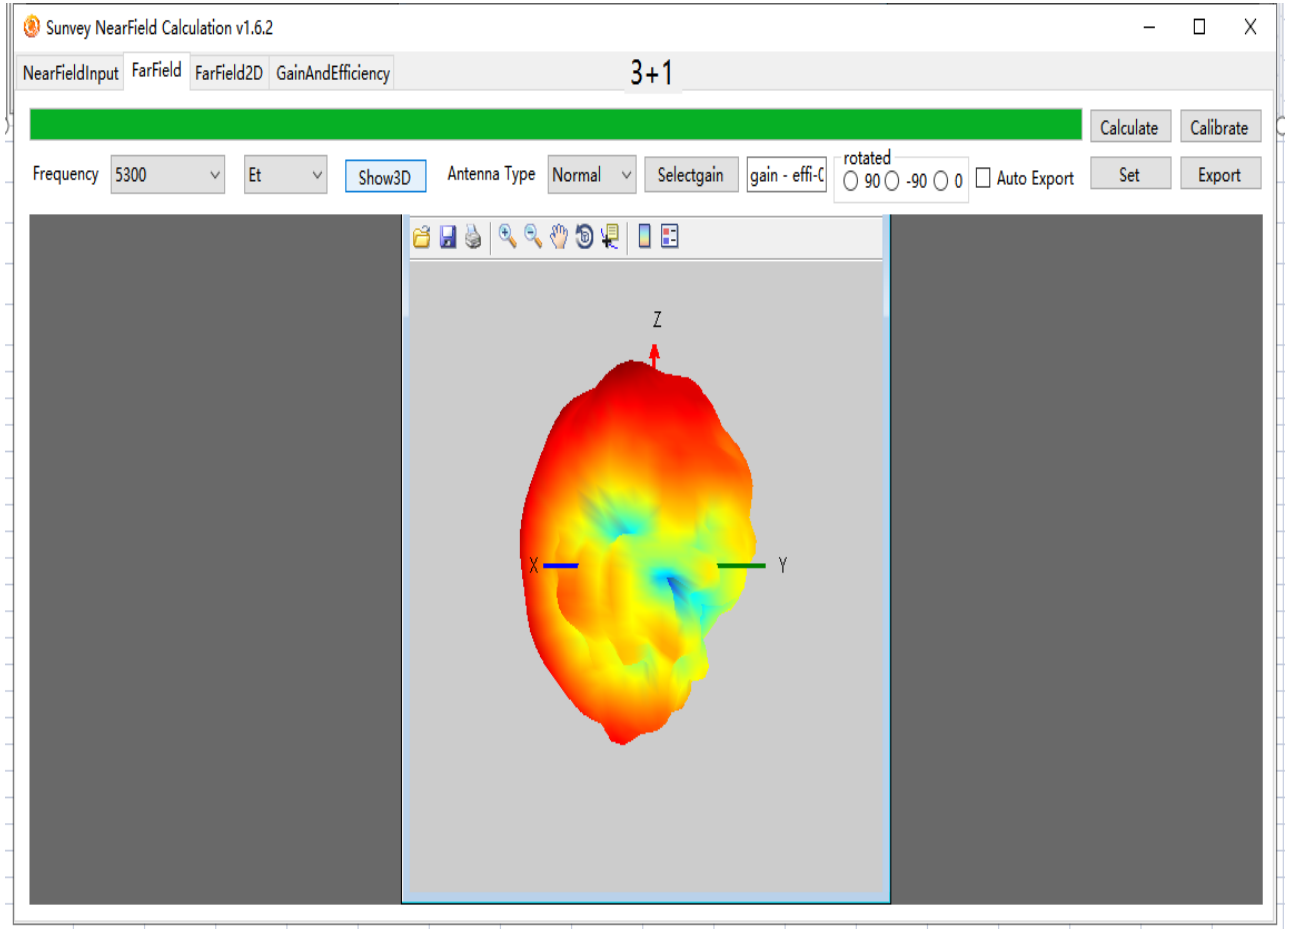 Sunvey NearField Calculation v1.6.2
NearFieldInput FarField FarField2D GainAndEfficiency 3+1
Calculate Calibrate
Frequency 5300 Et Show3D Antenna Type Normal Selectgain gain - effi-C rotated 90 -90 0 Auto Export Set Export
Z
X Y